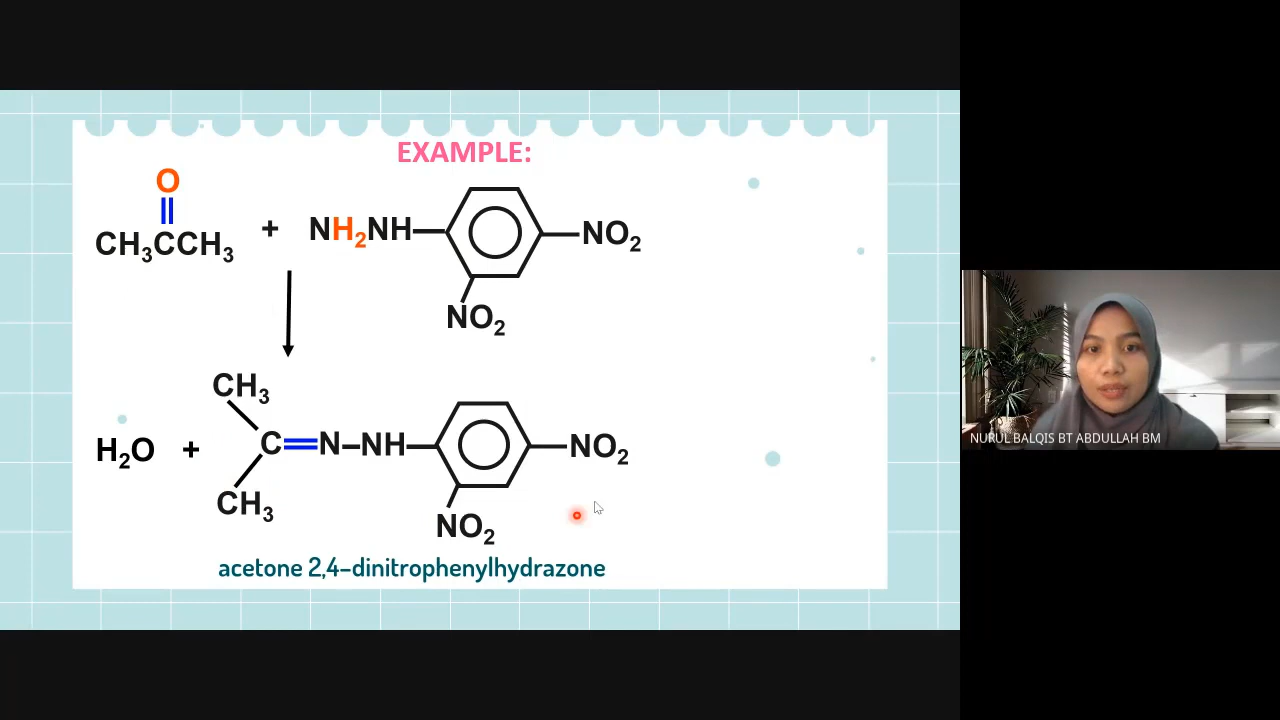 EXAMPLE:
O
CH3CCH3 + NH2NH NO2
NO2
CH3
H2O + C=N–NH NO2
CH3
NO2
acetone 2,4–dinitrophenylhydrazone
NURUL BALQIS BT ABDULLAH BM